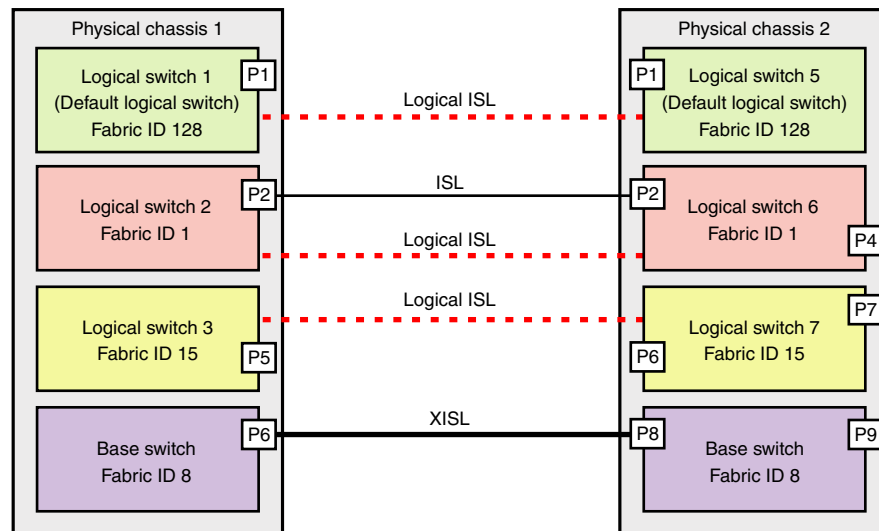 Physical chassis 1
Physical chassis 2
Logical switch 1
(Default logical switch)
Fabric ID 128
P1
Logical ISL
P1
Logical switch 5
(Default logical switch)
Fabric ID 128
Logical switch 2
Fabric ID 1
P2
ISL
P2
Logical switch 6
Fabric ID 1
P4
Logical ISL
Logical ISL
Logical switch 3
Fabric ID 15
P5
P7
Logical switch 7
Fabric ID 15
P6
Base switch
Fabric ID 8
P6
XISL
P8
P9
Base switch
Fabric ID 8